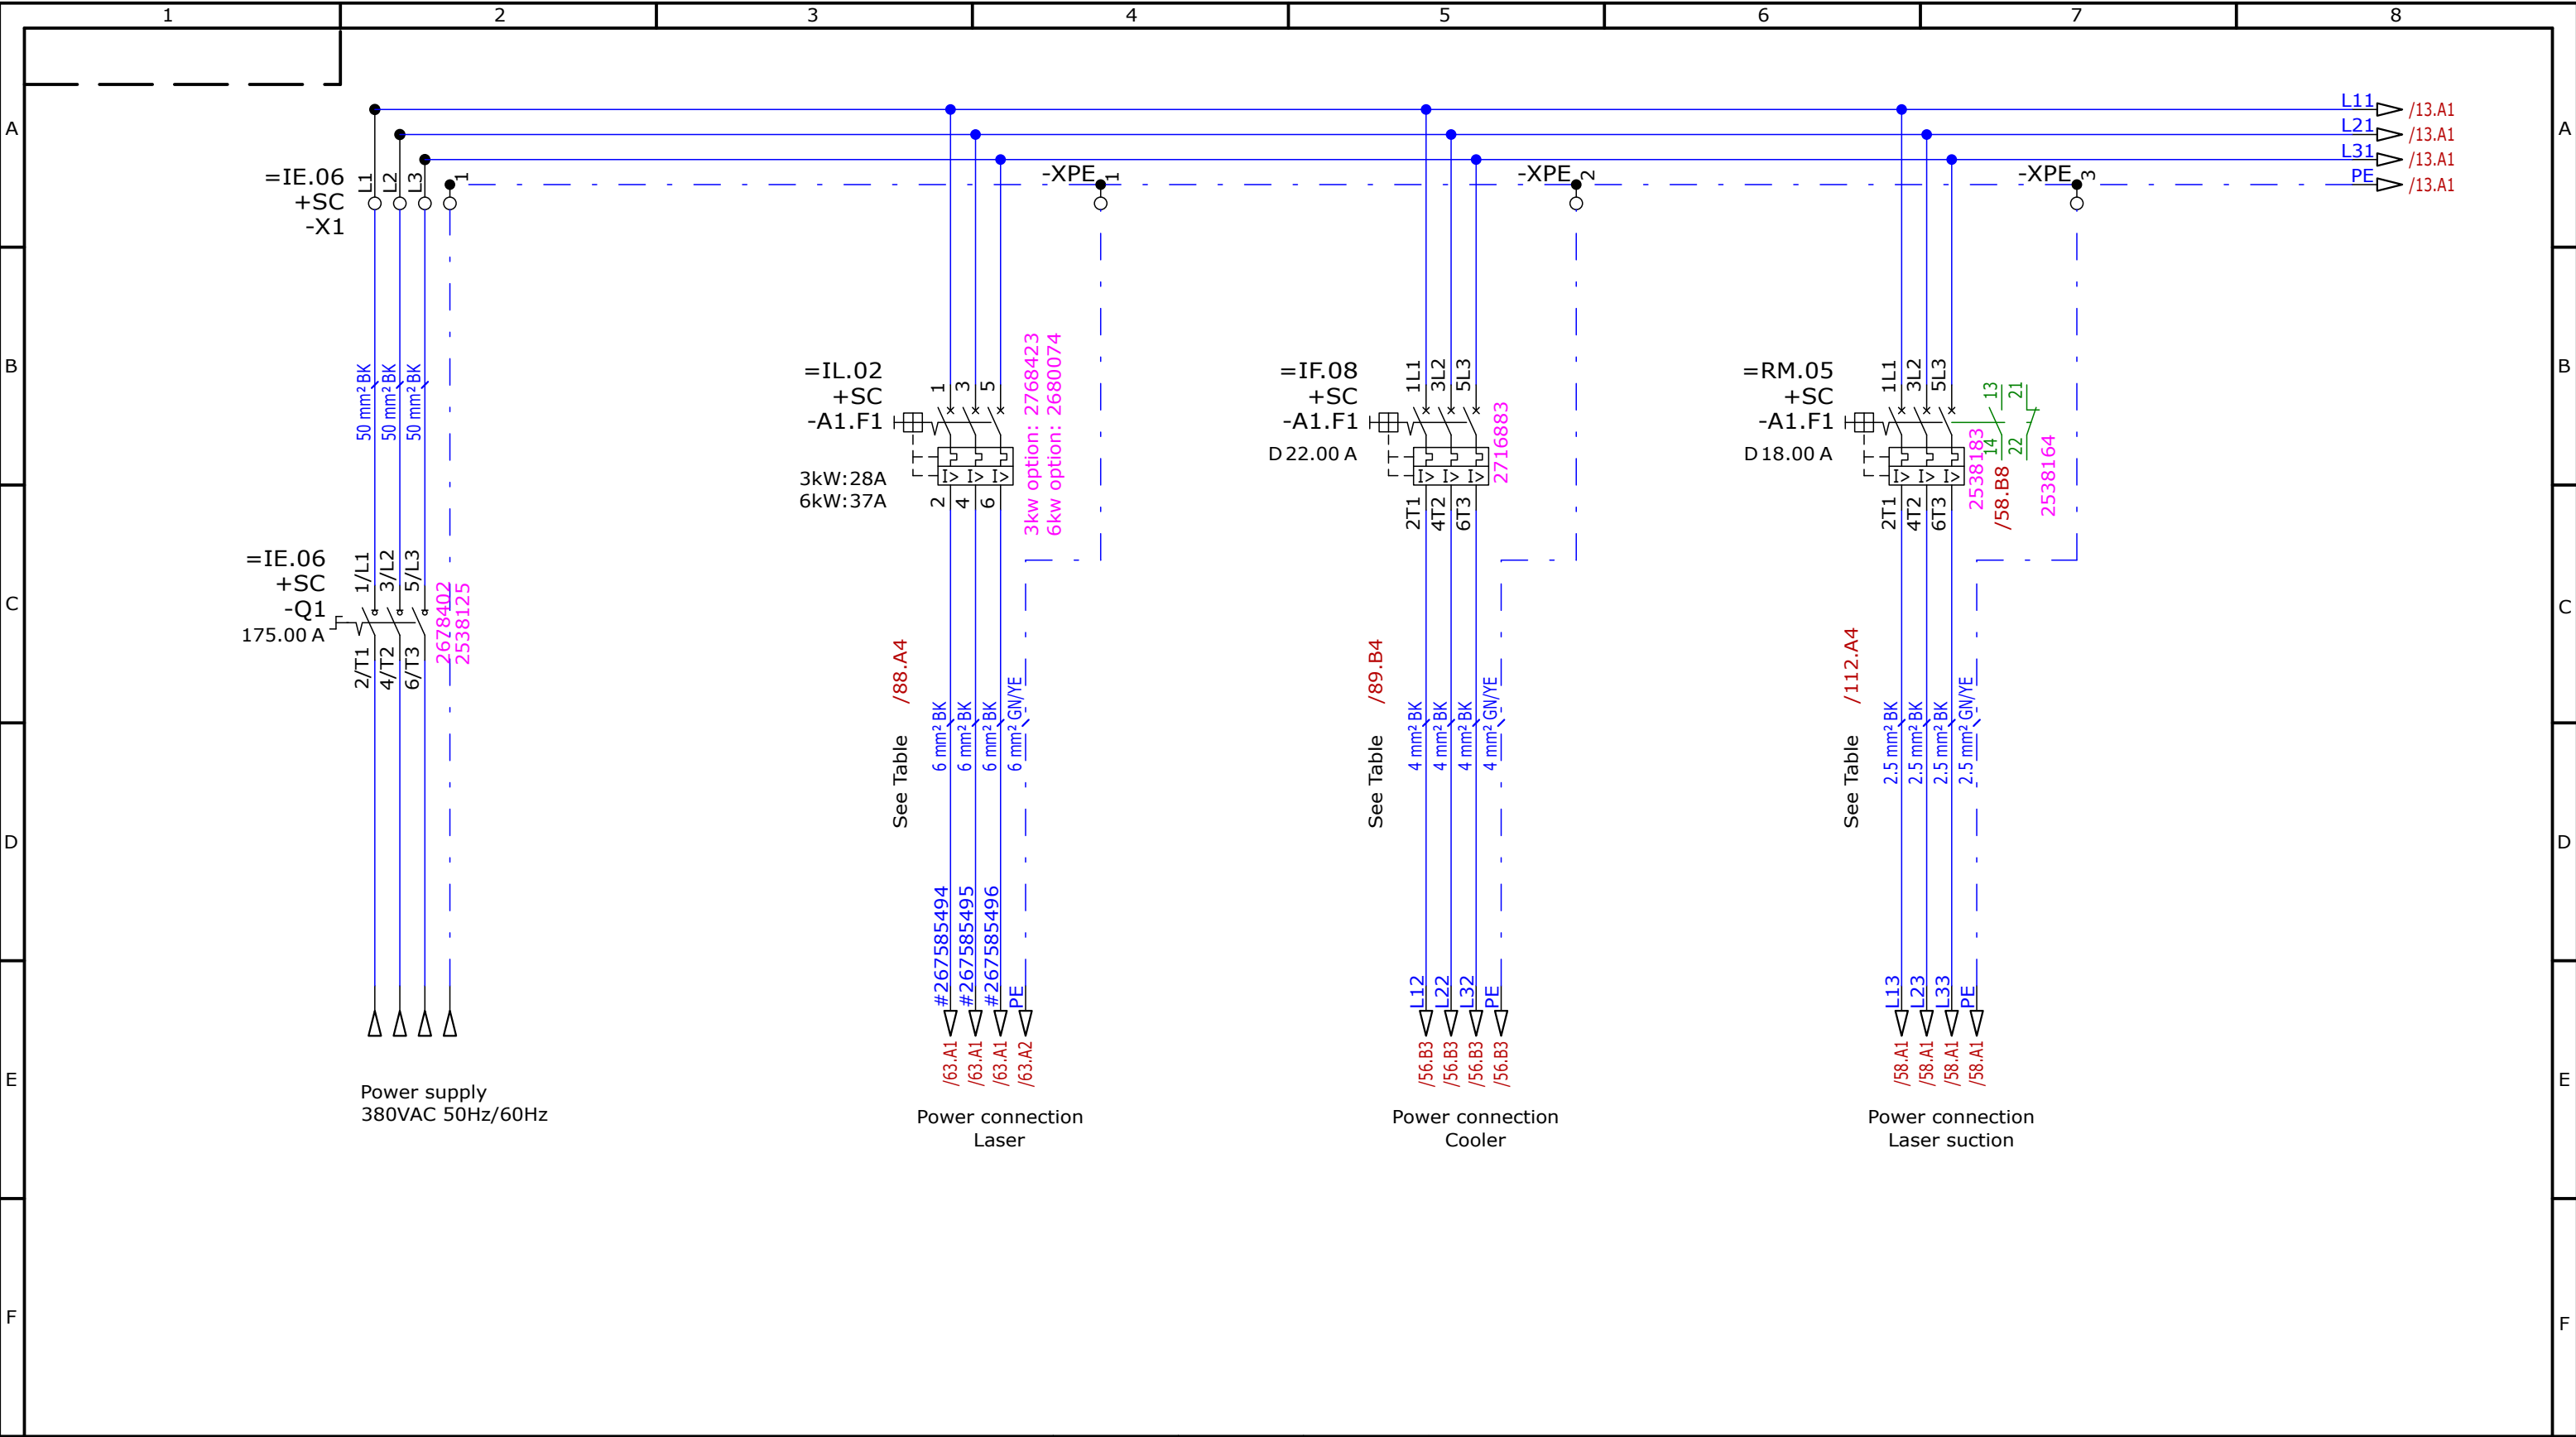 1 2 3 4 5 6 7 8
A
A
L11 /13.A1
L21 /13.A1
L31 /13.A1
PE /13.A1
=IE.06
+SC
-X1
L1
L2
L3
1
-XPE 1
-XPE 2
-XPE 3
B
B
50 mm² BK
50 mm² BK
50 mm² BK
=IL.02
+SC
-A1.F1
3kW:28A
6kW:37A
1
3
5
2
4
6
3kw option: 2768423
6kw option: 2680074
=IF.08
+SC
-A1.F1
D 22.00 A
1L1
3L2
5L3
I> I> I>
2T1
4T2
6T3
2716883
=RM.05
+SC
-A1.F1
D 18.00 A
1L1
3L2
5L3
I> I> I>
2T1
4T2
6T3
13
14
21
22
2538183
/58.B8
2538164
I> I> I>
C
C
=IE.06
+SC
-Q1
175.00 A
1/L1
3/L2
5/L3
2/T1
4/T2
6/T3
2678402
2538125
See Table /88.A4
6 mm² BK
6 mm² BK
6 mm² BK
6 mm² GN/YE
See Table /89.B4
4 mm² BK
4 mm² BK
4 mm² BK
4 mm² GN/YE
See Table /112.A4
2.5 mm² BK
2.5 mm² BK
2.5 mm² BK
2.5 mm² GN/YE
D
D
#267585494
#267585495
#267585496
PE
L12
L22
L32
PE
L13
L23
L33
PE
E
E
/63.A1
/63.A1
/63.A1
/63.A2
/56.B3
/56.B3
/56.B3
/56.B3
/58.A1
/58.A1
/58.A1
/58.A1
Power supply
380VAC 50Hz/60Hz
Power connection
Laser
Power connection
Cooler
Power connection
Laser suction
F
F